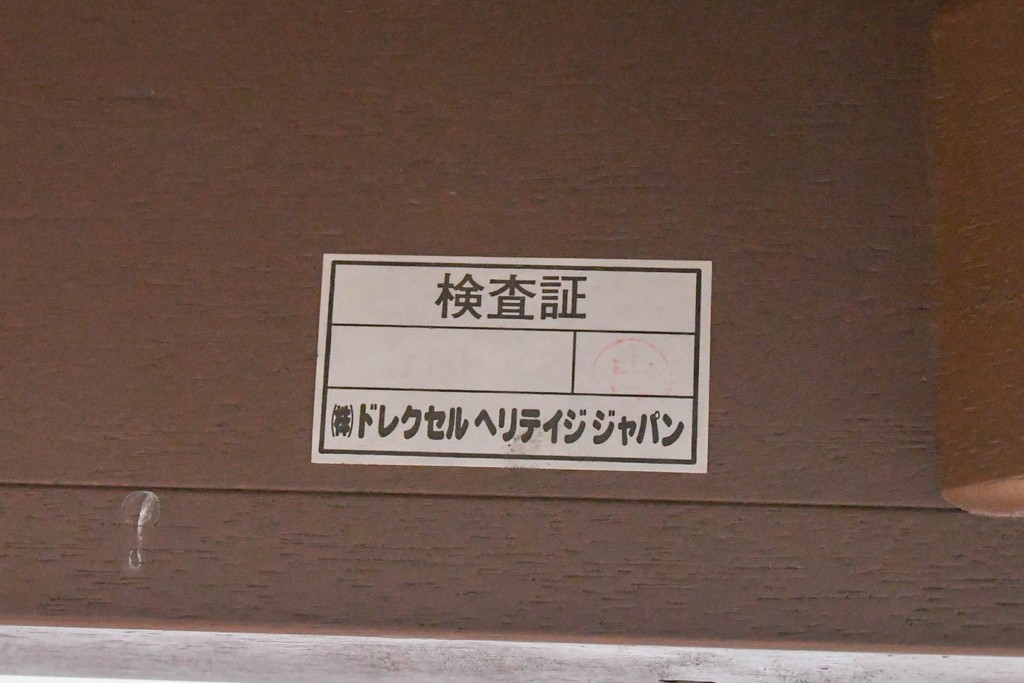 検査証
㈱ドレクセル ヘリテイジ ジャパン